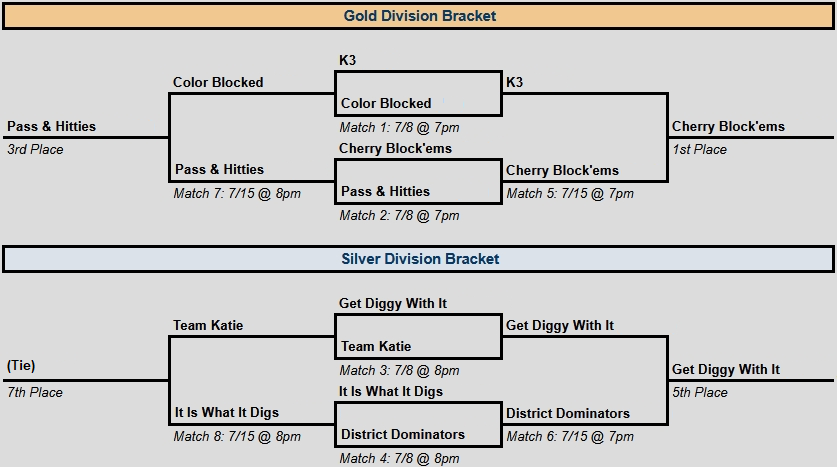 Gold Division Bracket
K3
Color Blocked
K3
Color Blocked
Pass & Hitties
Cherry Block'ems
Match 1: 7/8 @ 7pm
3rd Place
Cherry Block'ems
1st Place
Pass & Hitties
Cherry Block'ems
Pass & Hitties
Match 7: 7/15 @ 8pm
Match 5: 7/15 @ 7pm
Match 2: 7/8 @ 7pm
Silver Division Bracket
Get Diggy With It
Team Katie
Get Diggy With It
Team Katie
(Tie)
Get Diggy With It
Match 3: 7/8 @ 8pm
7th Place
It Is What It Digs
5th Place
It Is What It Digs
District Dominators
District Dominators
Match 8: 7/15 @ 8pm
Match 6: 7/15 @ 7pm
Match 4: 7/8 @ 8pm